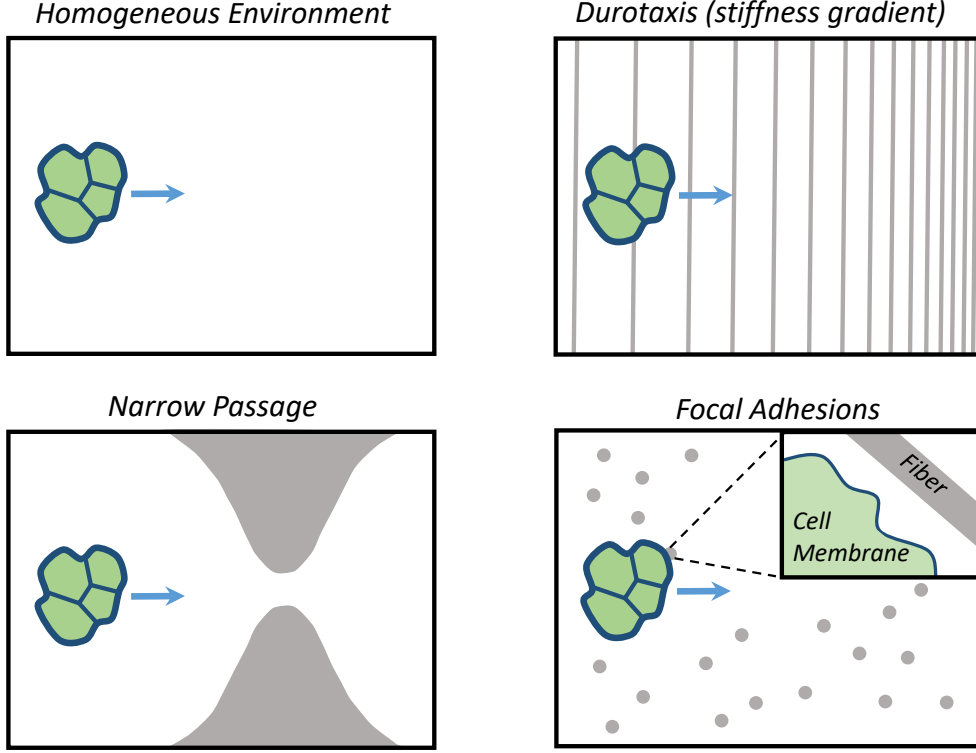 Homogeneous Environment
Durotaxis (stiffness gradient)
Narrow Passage
Focal Adhesions
Fiber
Cell
Membrane